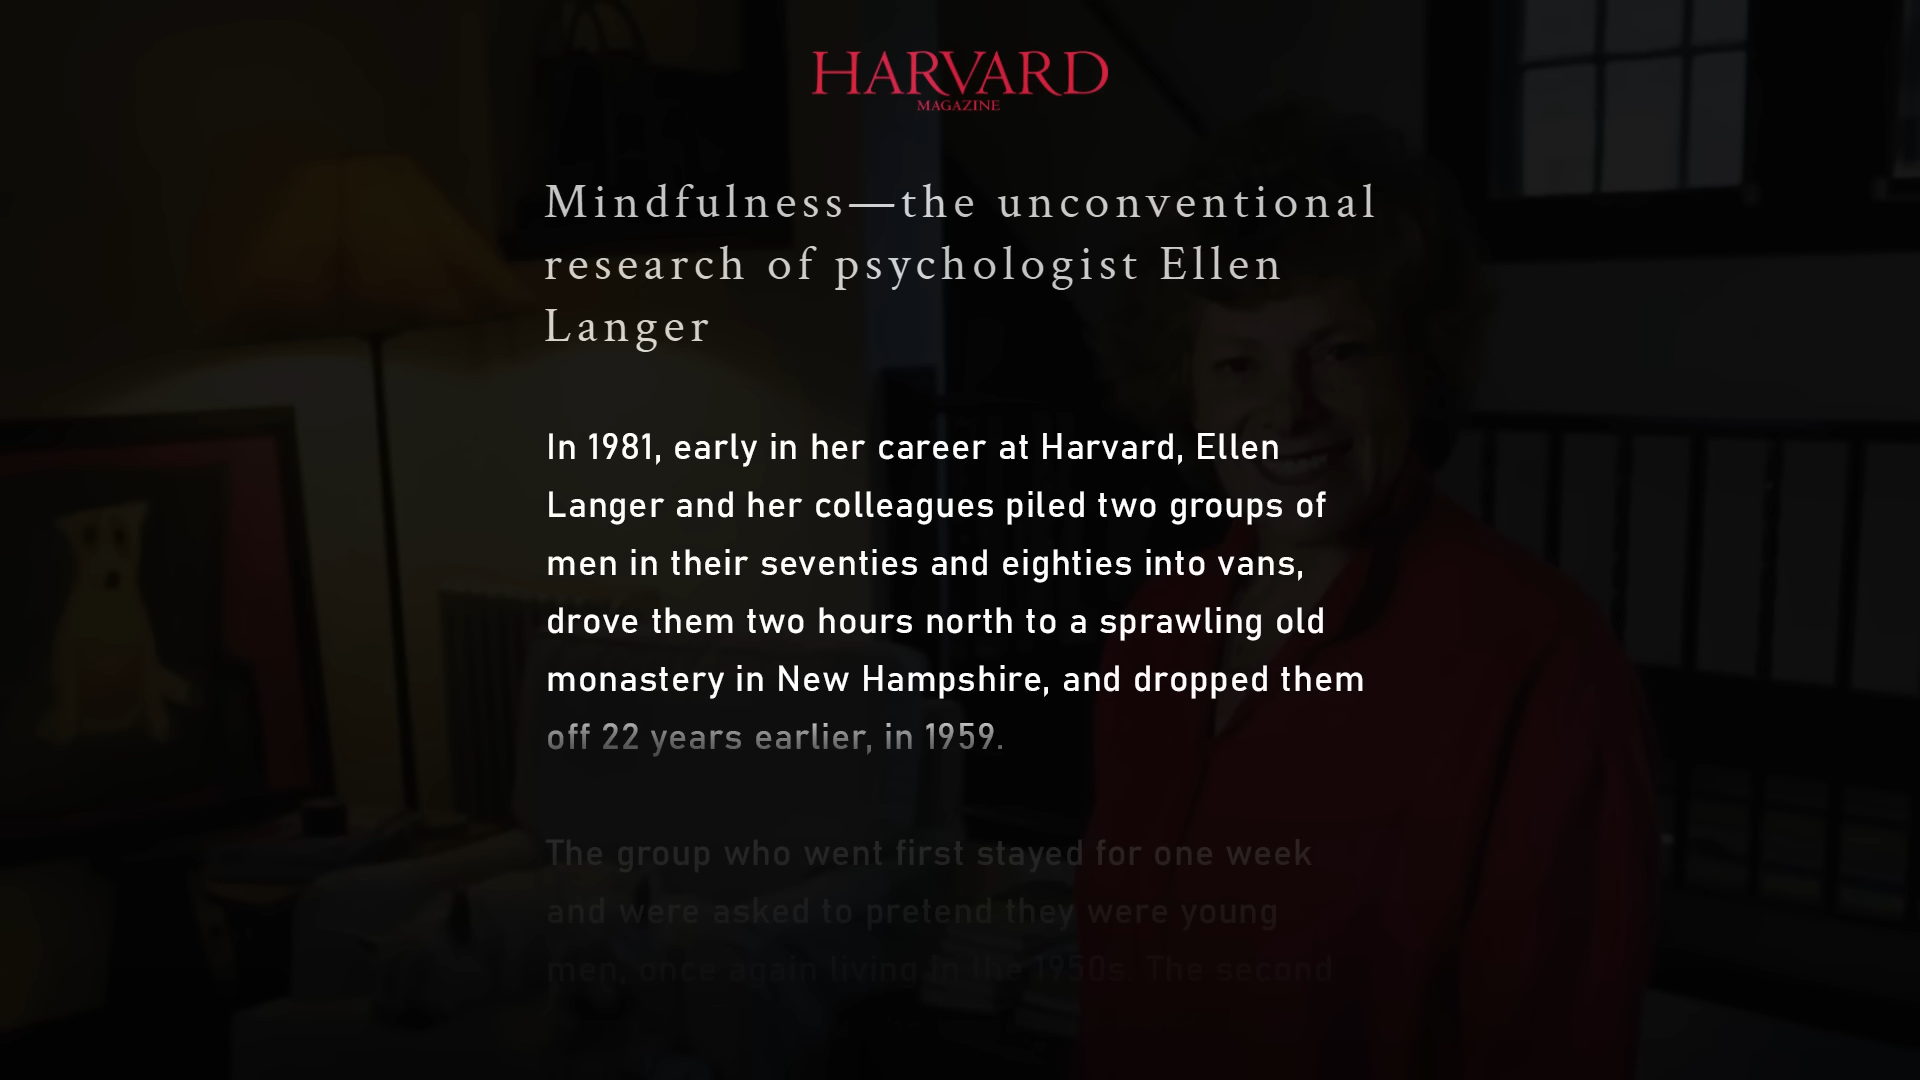 HARVARD
MAGAZINE
Mindfulness—the unconventional
research of psychologist Ellen
Langer
In 1981, early in her career at Harvard, Ellen
Langer and her colleagues piled two groups of
men in their seventies and eighties into vans,
drove them two hours north to a sprawling old
monastery in New Hampshire, and dropped them
off 22 years earlier, in 1959.
The group who went first stayed for one week
and were asked to pretend they were young
men, once again living in the 1950s. The second